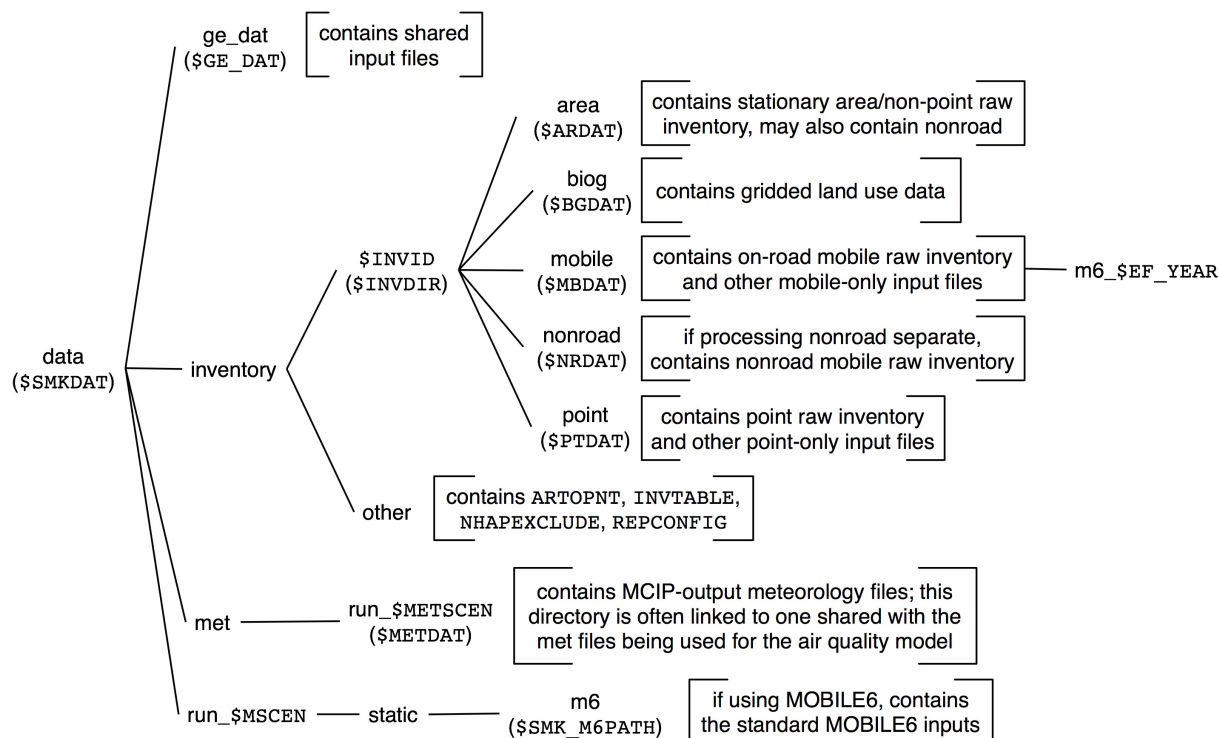 ge_dat
($GE_DAT)
contains shared
input files
area
($ARDAT)
contains stationary area/non-point raw
inventory, may also contain nonroad
biog
($BGDAT)
contains gridded land use data
$INVID
($INVDIR)
mobile
($MBDAT)
contains on-road mobile raw inventory
and other mobile-only input files
m6_$EF_YEAR
nonroad
($NRDAT)
if processing nonroad separate,
contains nonroad mobile raw inventory
data
($SMKDAT)
inventory
point
($PTDAT)
contains point raw inventory
and other point-only input files
other
contains ARTOPNT, INVTABLE,
NHAPEXCLUDE, REPCONFIG
met
run_$METSCEN
($METDAT)
contains MCIP-output meteorology files; this
directory is often linked to one shared with the
met files being used for the air quality model
run_$MSCEN
static
m6
($SMK_M6PATH)
if using MOBILE6, contains
the standard MOBILE6 inputs